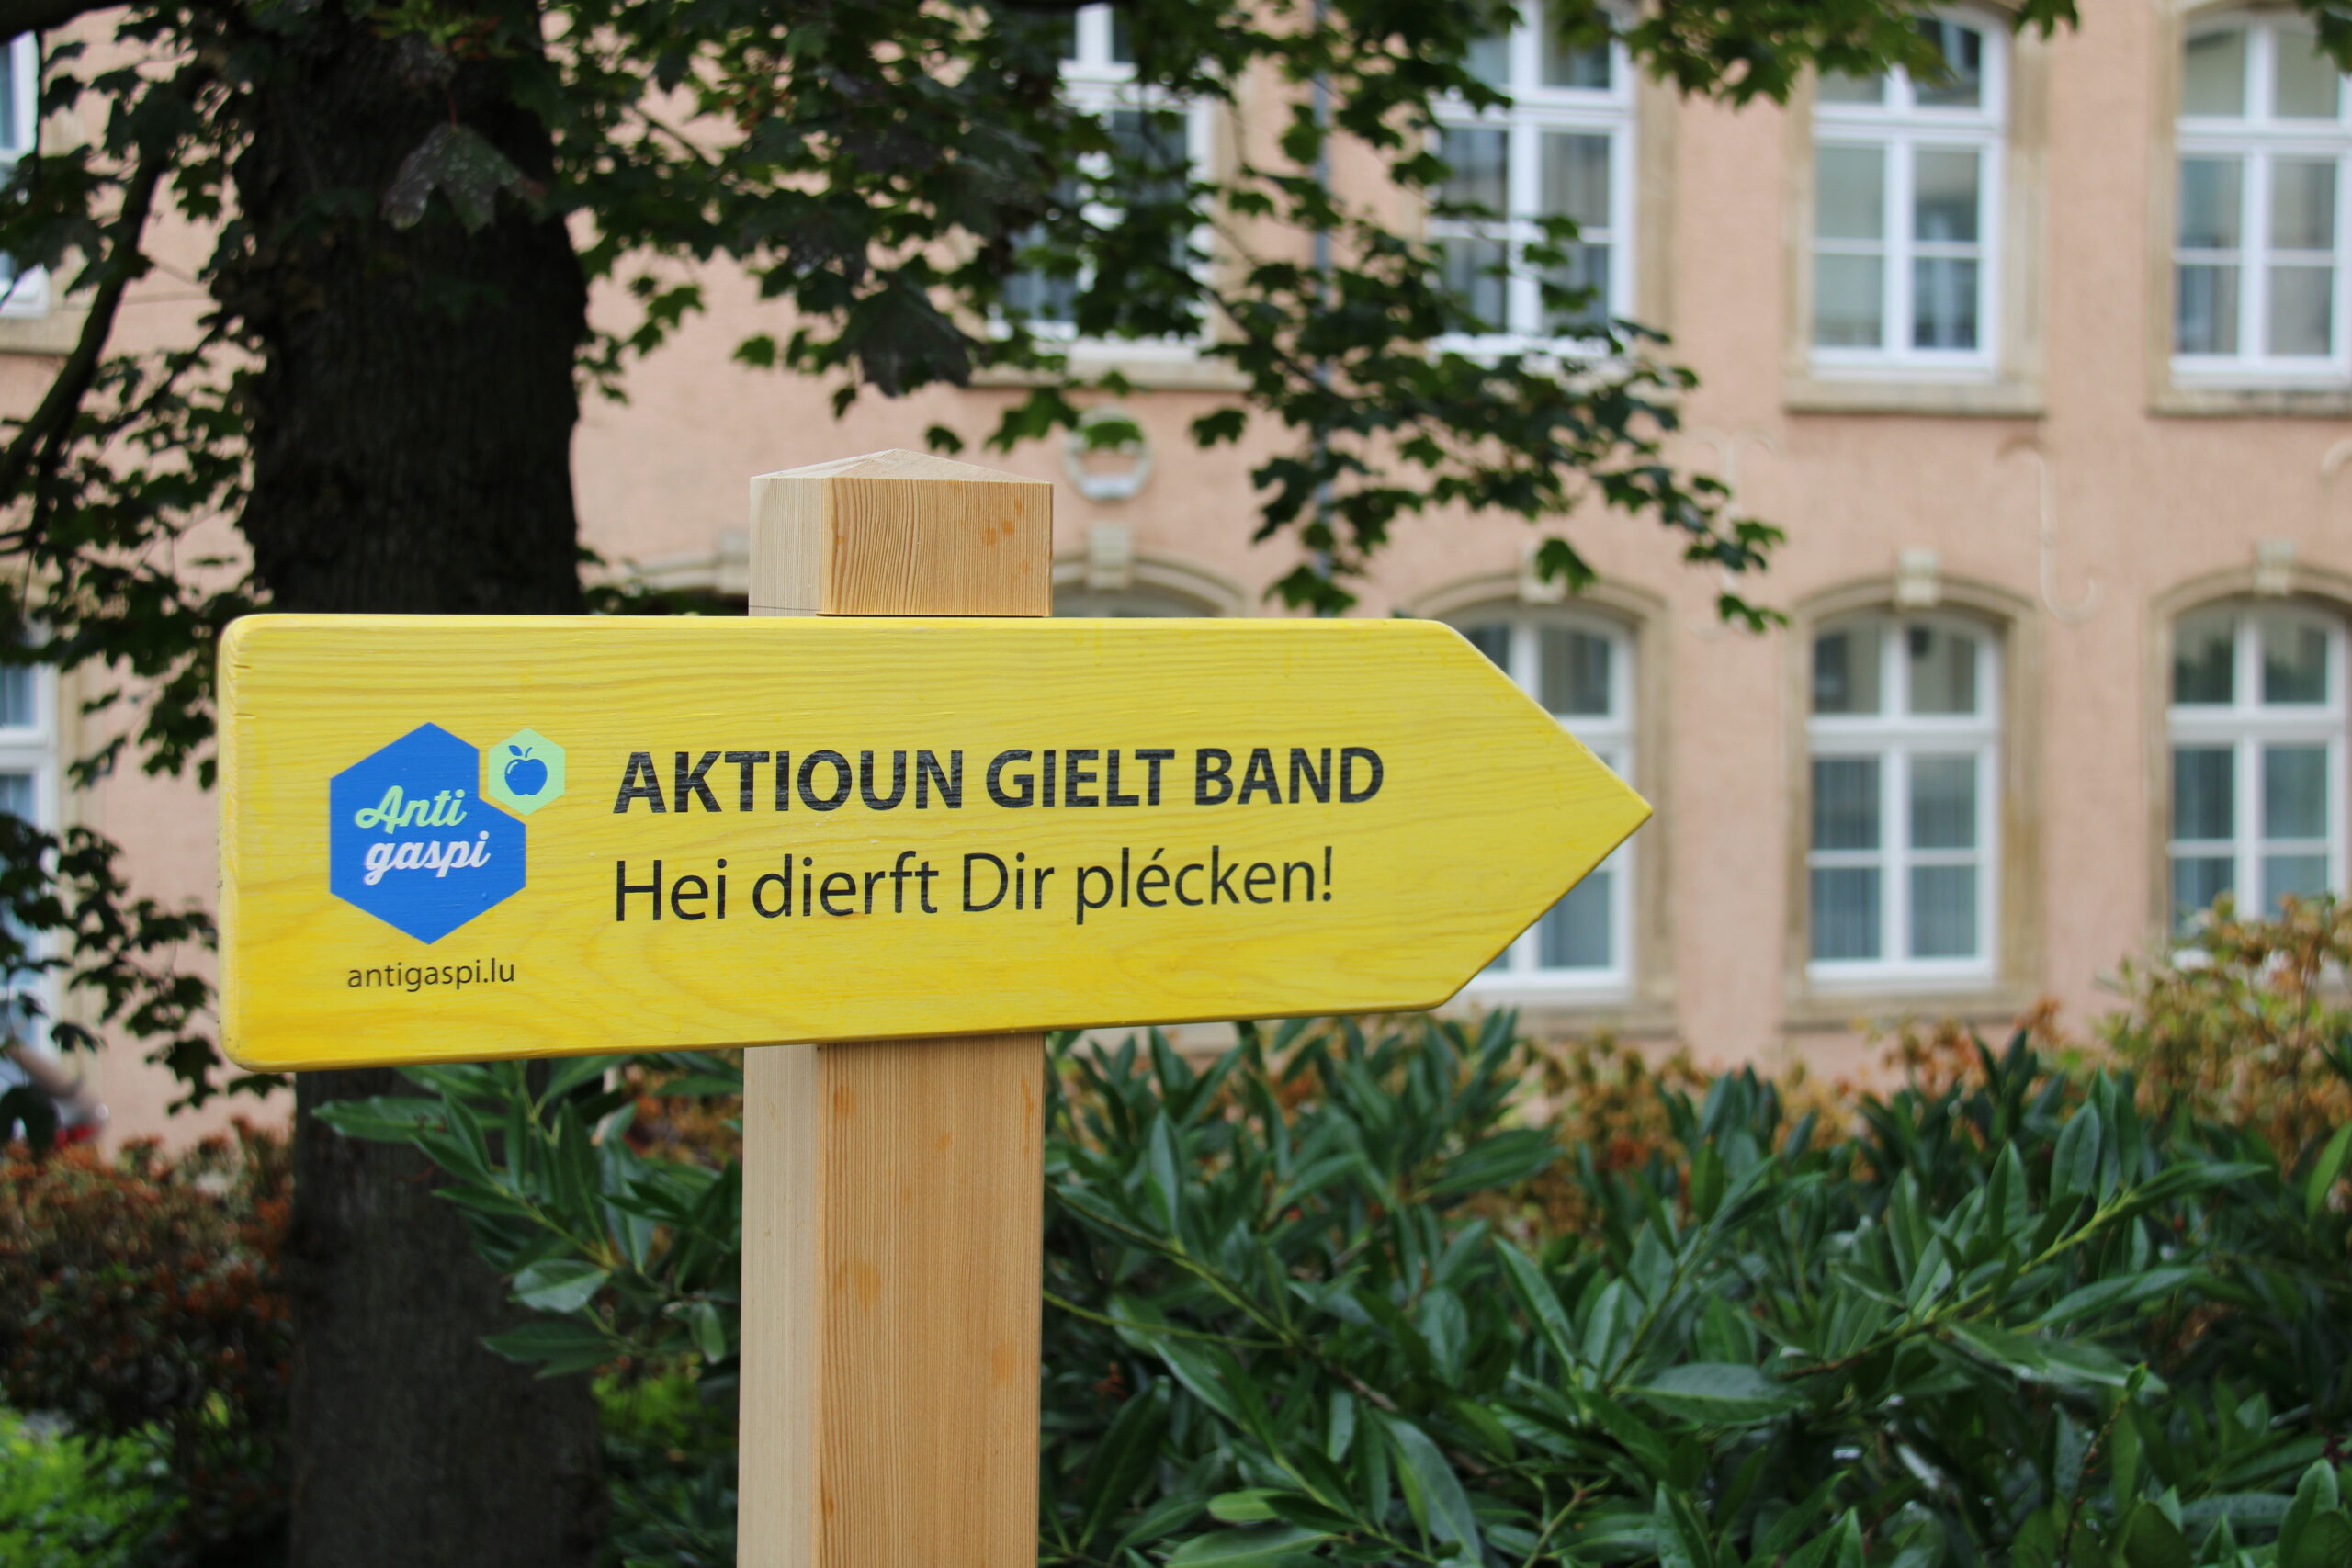 Anti
gaspi
antigaspi.lu
AKTIOUN GIELT BAND
Hei dierft Dir plécken!